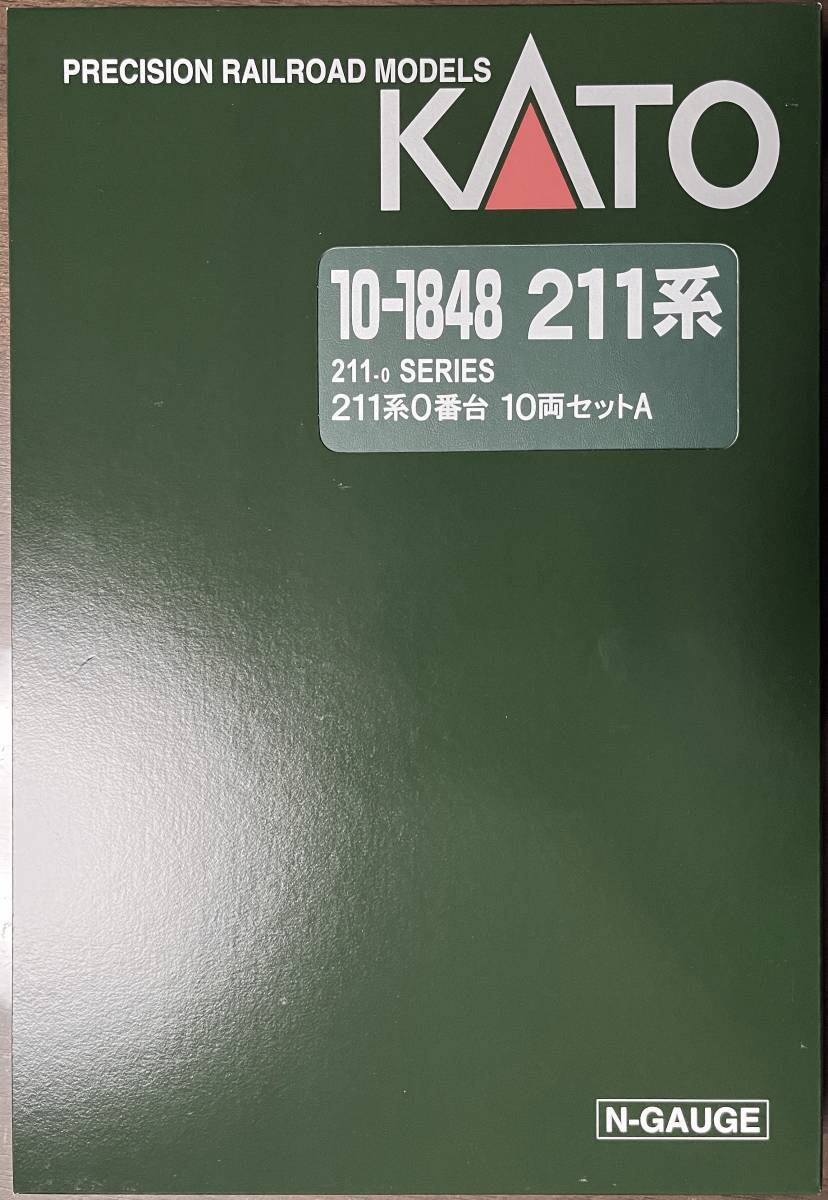 PRECISION RAILROAD MODELS
KATO
10-1848 211系
211-0 SERIES
211系0番台 10両セットA
N-GAUGE